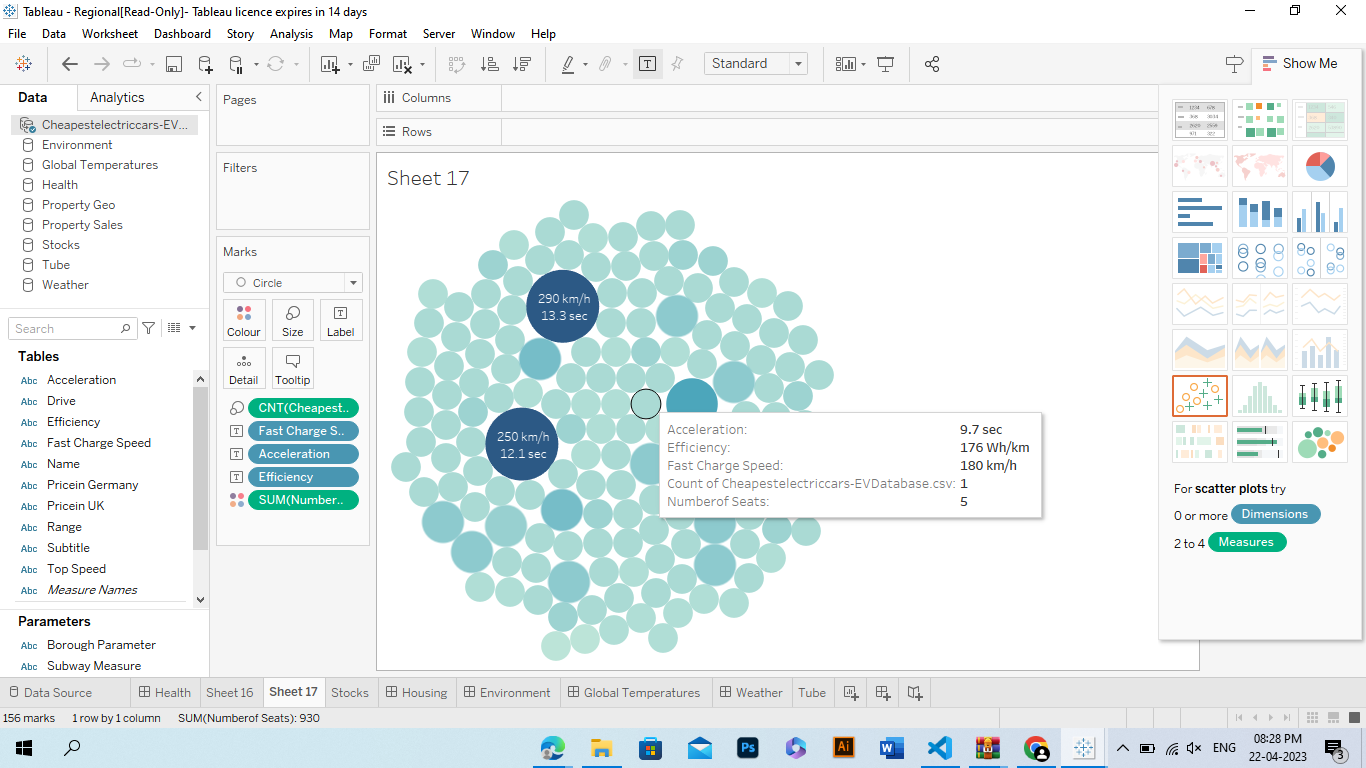 Tableau - Regional[Read-Only]- Tableau licence expires in 14 days
File Data Worksheet Dashboard Story Analysis Map Format Server Window Help
Standard
Show Me
Data Analytics
Cheapestelectriccars-EV...
Environment
Global Temperatures
Health
Property Geo
Property Sales
Stocks
Tube
Weather
Search
Tables
Abc Acceleration
Abc Drive
Abc Efficiency
Abc Fast Charge Speed
Abc Name
Abc Pricein Germany
Abc Pricein UK
Abc Range
Abc Subtitle
Abc Top Speed
Abc Measure Names
Parameters
Abc Borough Parameter
Abc Subway Measure
Pages
Filters
Marks
Circle
Colour Size Label
Detail Tooltip
CNT(Cheapest..
Fast Charge S..
Acceleration
Efficiency
SUM(Number..
Columns
Rows
Sheet 17
290 km/h
13.3 sec
250 km/h
12.1 sec
Acceleration: 9.7 sec
Efficiency: 176 Wh/km
Fast Charge Speed: 180 km/h
Count of Cheapestelectriccars-EVDatabase.csv: 1
Numberof Seats: 5
For scatter plots try
0 or more Dimensions
2 to 4 Measures
Data Source Health Sheet 16 Sheet 17 Stocks Housing Environment Global Temperatures Weather Tube
156 marks 1 row by 1 column SUM(Numberof Seats): 930
Ps Ai W
ENG
08:28 PM
22-04-2023
3